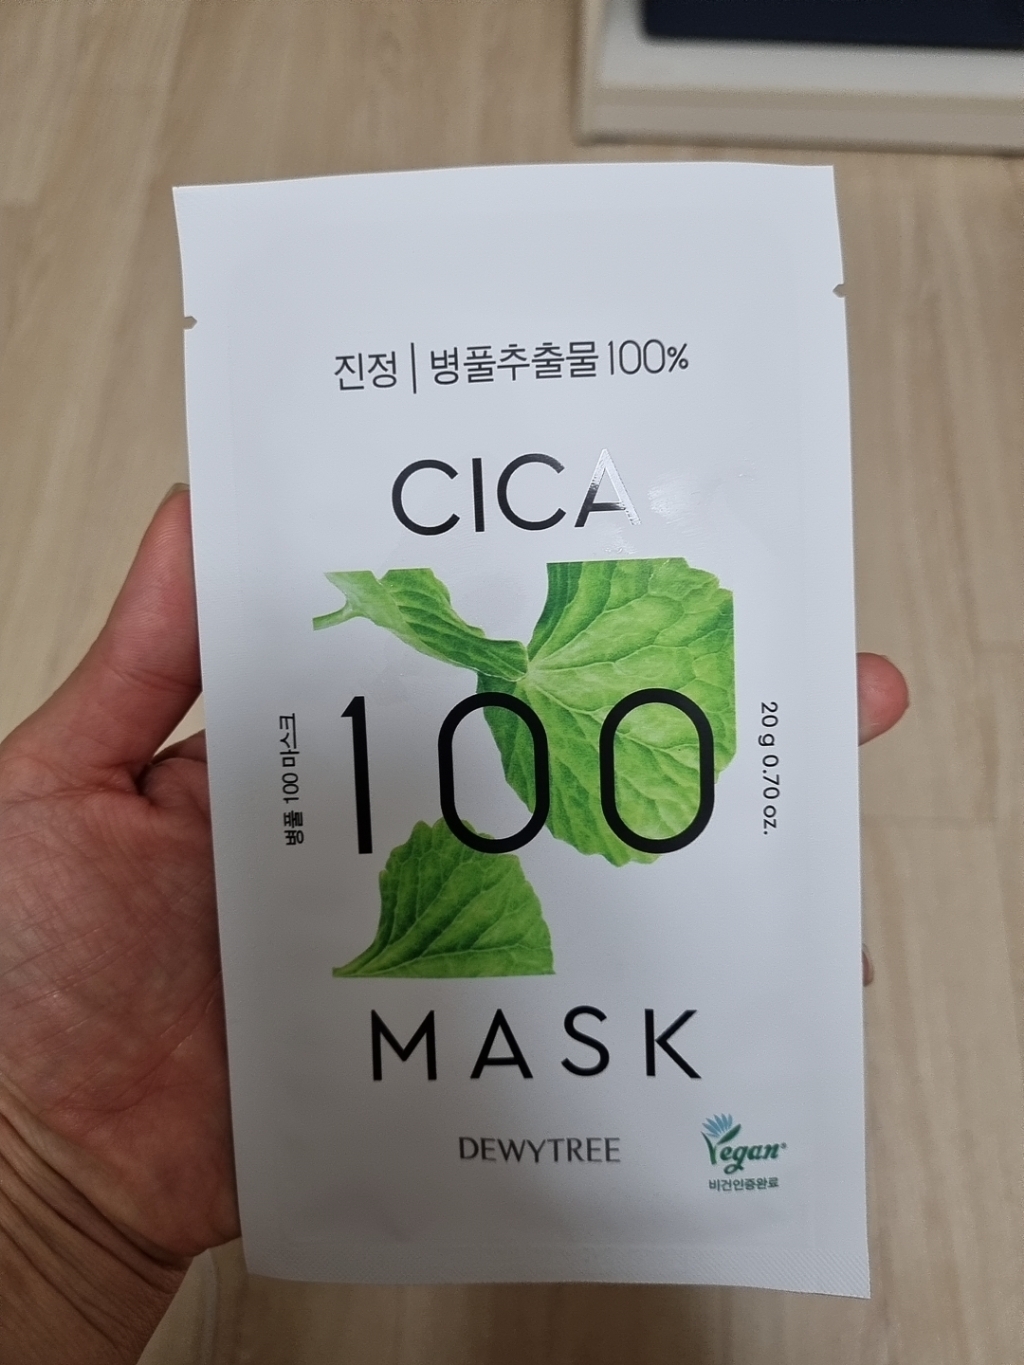 진정 | 병풀추출물 100%
CICA
100
병풀 100 마스크
20 g 0.70 oz.
MASK
DEWYTREE
Vegan®
비건인증완료